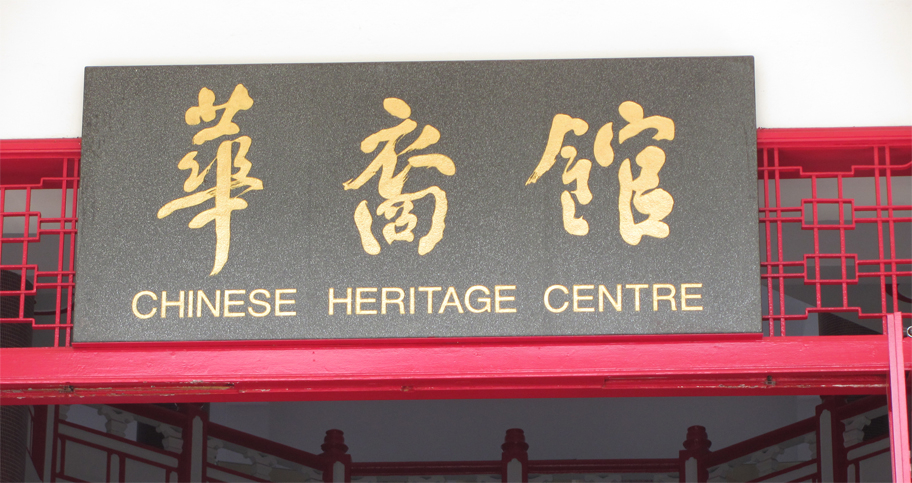 華裔館
CHINESE HERITAGE CENTRE